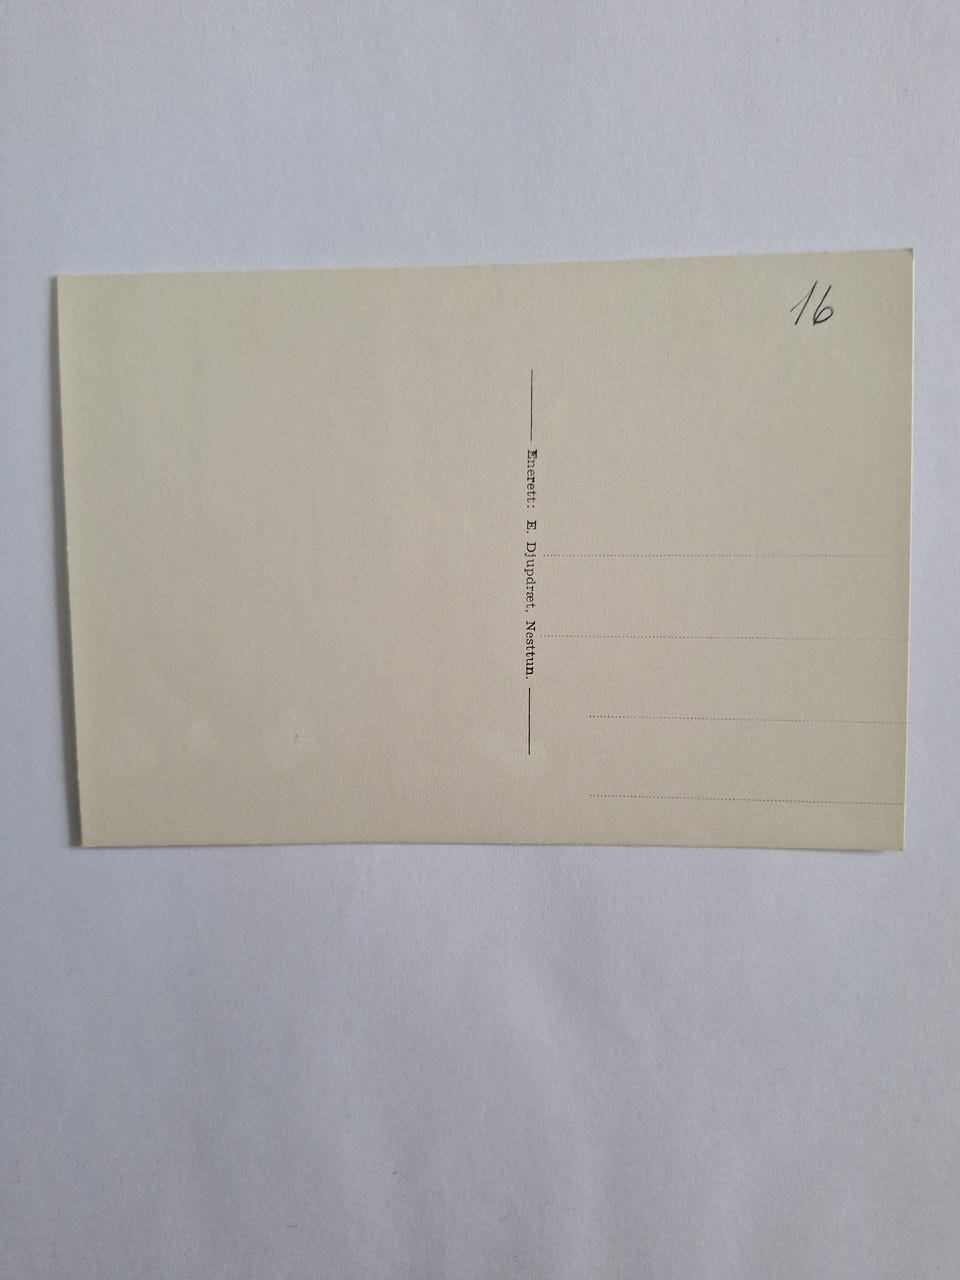 16
Enerett: E. Djupdræt, Nesttun.